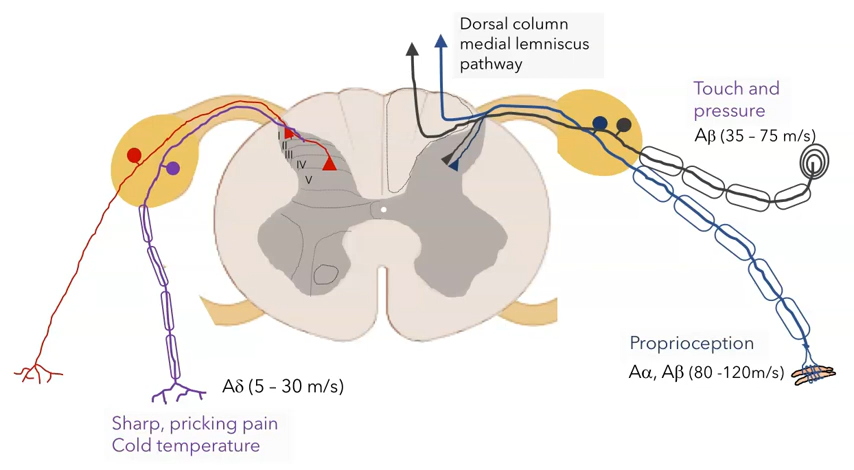 Dorsal column
medial lemniscus
pathway
Touch and
pressure
Aβ (35 – 75 m/s)
I
II
III
IV
V
Proprioception
Aα, Aβ (80 -120m/s)
Aδ (5 – 30 m/s)
Sharp, pricking pain
Cold temperature